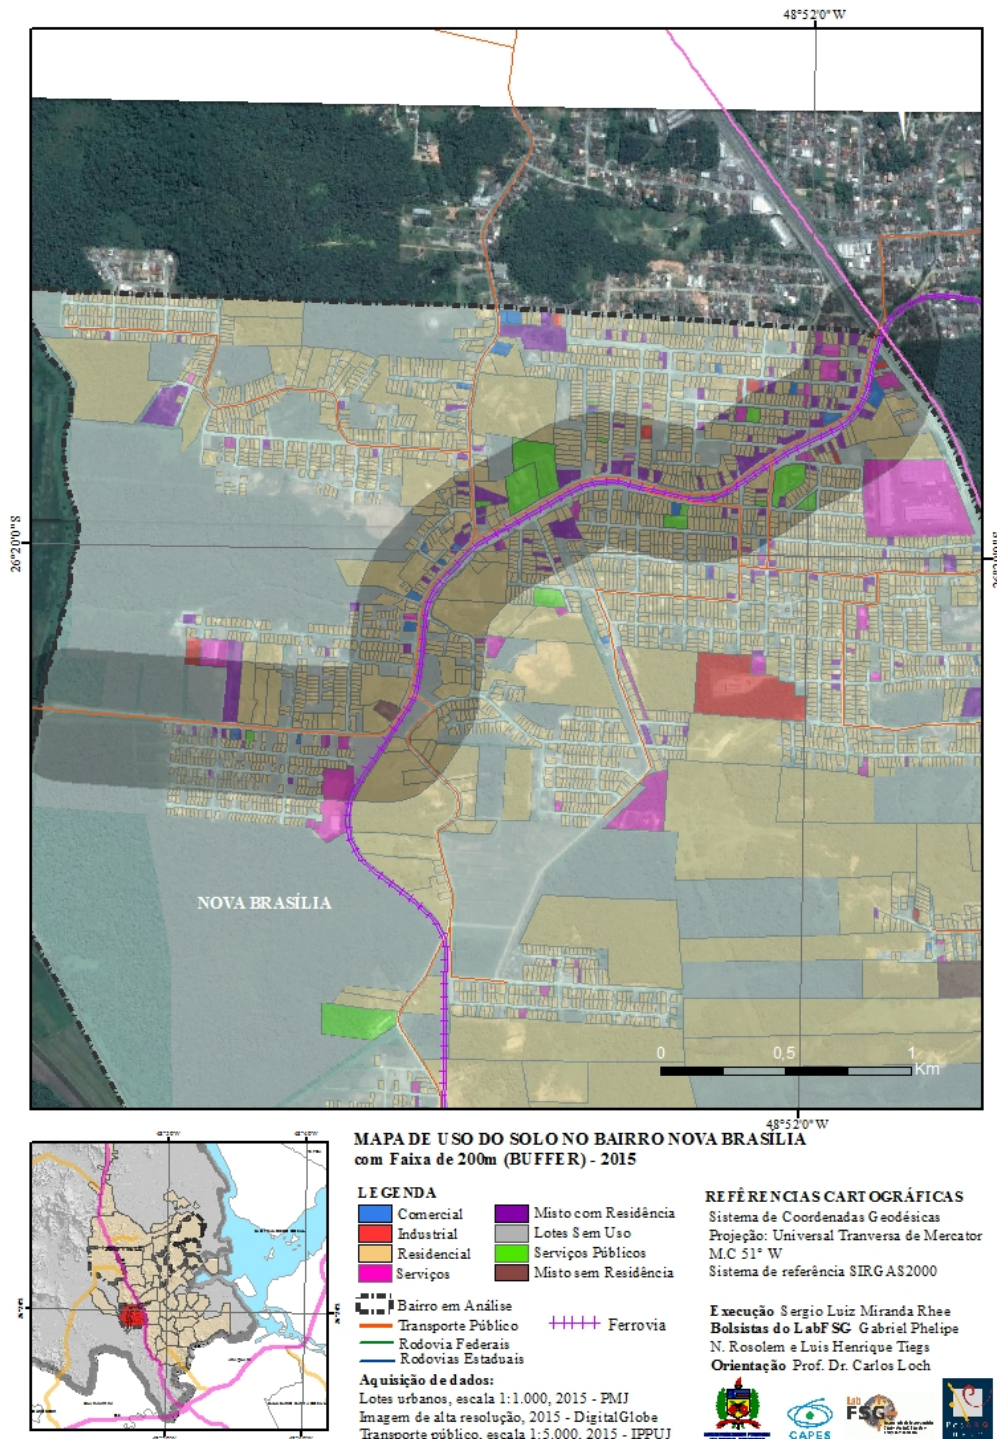 48°52'0"W
26°20'0"S
NOVA BRASÍLIA
0 0,5 1
Km
48°52'0"W
MAPA DE USO DO SOLO NO BAIRRO NOVA BRASÍLIA
com Faixa de 200m (BUFFER) - 2015
LEGENDA
Comercial
Industrial
Residencial
Serviços
Misto com Residência
Lotes Sem Uso
Serviços Públicos
Misto sem Residência
Bairro em Análise
Transporte Público
Rodovia Federais
Rodovias Estaduais
Ferrovia
Aquisição de dados:
Lotes urbanos, escala 1:1.000, 2015 - PMJ
Imagem de alta resolução, 2015 - DigitalGlobe
Transporte público, escala 1:5.000, 2015 - IPPUJ
REFÊRENCIAS CARTOGRÁFICAS
Sistema de Coordenadas Geodésicas
Projeção: Universal Tranversa de Mercator
M.C 51° W
Sistema de referência SIRGAS2000
Execução Sergio Luiz Miranda Rhee
Bolsistas do LabFSG Gabriel Phelipe
N. Rosolem e Luis Henrique Tiegs
Orientação Prof. Dr. Carlos Loch
CAPES
Lab
FSG